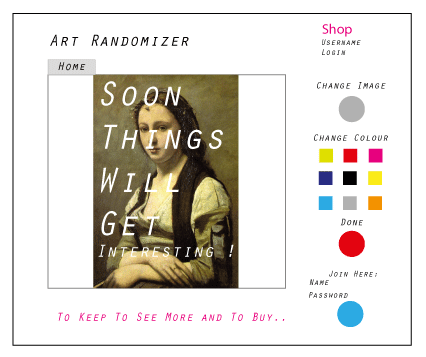 Art Randomizer
Home
Soon
Things
Will
Get
Interesting !
To Keep To See More and To Buy..
Shop
Username
Login
Change Image
Change Colour
Done
Join Here:
Name
Password